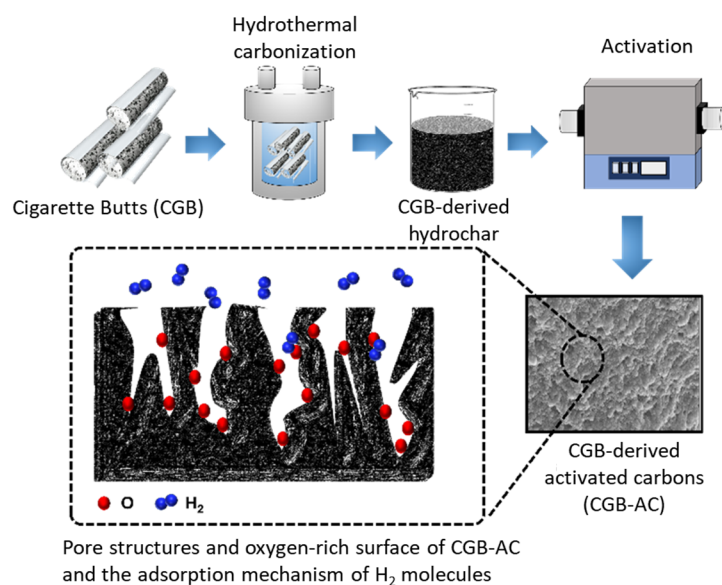 Hydrothermal
carbonization
Activation
Cigarette Butts (CGB)
CGB-derived
hydrochar
CGB-derived
activated carbons
(CGB-AC)
O H₂
Pore structures and oxygen-rich surface of CGB-AC
and the adsorption mechanism of H₂ molecules